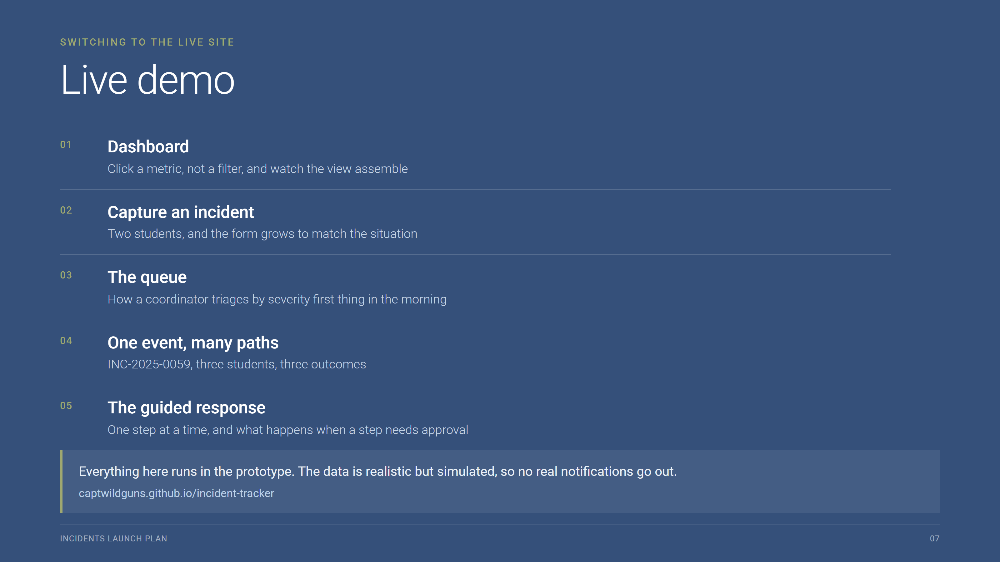 SWITCHING TO THE LIVE SITE
Live demo
01
Dashboard
Click a metric, not a filter, and watch the view assemble
02
Capture an incident
Two students, and the form grows to match the situation
03
The queue
How a coordinator triages by severity first thing in the morning
04
One event, many paths
INC-2025-0059, three students, three outcomes
05
The guided response
One step at a time, and what happens when a step needs approval
Everything here runs in the prototype. The data is realistic but simulated, so no real notifications go out.
captwildguns.github.io/incident-tracker
INCIDENTS LAUNCH PLAN
07